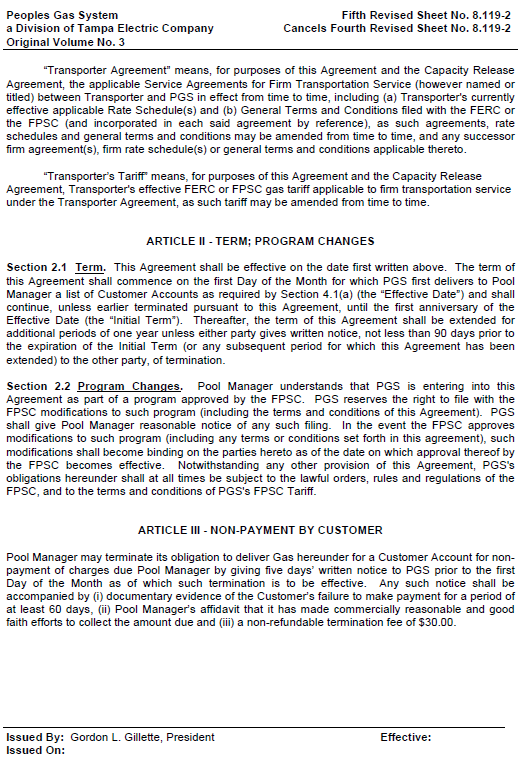 Peoples Gas System
Fifth Revised Sheet No. 8.119-2
a Division of Tampa Electric Company
Cancels Fourth Revised Sheet No. 8.119-2
Original Volume No. 3
“Transporter Agreement” means, for purposes of this Agreement and the Capacity Release
Agreement, the applicable Service Agreements for Firm Transportation Service (however named or
titled) between Transporter and PGS in effect from time to time, including (a) Transporter's currently
effective applicable Rate Schedule(s) and (b) General Terms and Conditions filed with the FERC or
the FPSC (and incorporated in each said agreement by reference), as such agreements, rate
schedules and general terms and conditions may be amended from time to time, and any successor
firm agreement(s), firm rate schedule(s) or general terms and conditions applicable thereto.
“Transporter’s Tariff” means, for purposes of this Agreement and the Capacity Release
Agreement, Transporter's effective FERC or FPSC gas tariff applicable to firm transportation service
under the Transporter Agreement, as such tariff may be amended from time to time.
ARTICLE II - TERM; PROGRAM CHANGES
Section 2.1 Term. This Agreement shall be effective on the date first written above. The term of
this Agreement shall commence on the first Day of the Month for which PGS first delivers to Pool
Manager a list of Customer Accounts as required by Section 4.1(a) (the “Effective Date”) and shall
continue, unless earlier terminated pursuant to this Agreement, until the first anniversary of the
Effective Date (the “Initial Term”). Thereafter, the term of this Agreement shall be extended for
additional periods of one year unless either party gives written notice, not less than 90 days prior to
the expiration of the Initial Term (or any subsequent period for which this Agreement has been
extended) to the other party, of termination.
Section 2.2 Program Changes. Pool Manager understands that PGS is entering into this
Agreement as part of a program approved by the FPSC. PGS reserves the right to file with the
FPSC modifications to such program (including the terms and conditions of this Agreement). PGS
shall give Pool Manager reasonable notice of any such filing. In the event the FPSC approves
modifications to such program (including any terms or conditions set forth in this agreement), such
modifications shall become binding on the parties hereto as of the date on which approval thereof by
the FPSC becomes effective. Notwithstanding any other provision of this Agreement, PGS's
obligations hereunder shall at all times be subject to the lawful orders, rules and regulations of the
FPSC, and to the terms and conditions of PGS's FPSC Tariff.
ARTICLE III - NON-PAYMENT BY CUSTOMER
Pool Manager may terminate its obligation to deliver Gas hereunder for a Customer Account for non-
payment of charges due Pool Manager by giving five days’ written notice to PGS prior to the first
Day of the Month as of which such termination is to be effective. Any such notice shall be
accompanied by (i) documentary evidence of the Customer’s failure to make payment for a period of
at least 60 days, (ii) Pool Manager’s affidavit that it has made commercially reasonable and good
faith efforts to collect the amount due and (iii) a non-refundable termination fee of $30.00.
Issued By: Gordon L. Gillette, President
Effective:
Issued On: